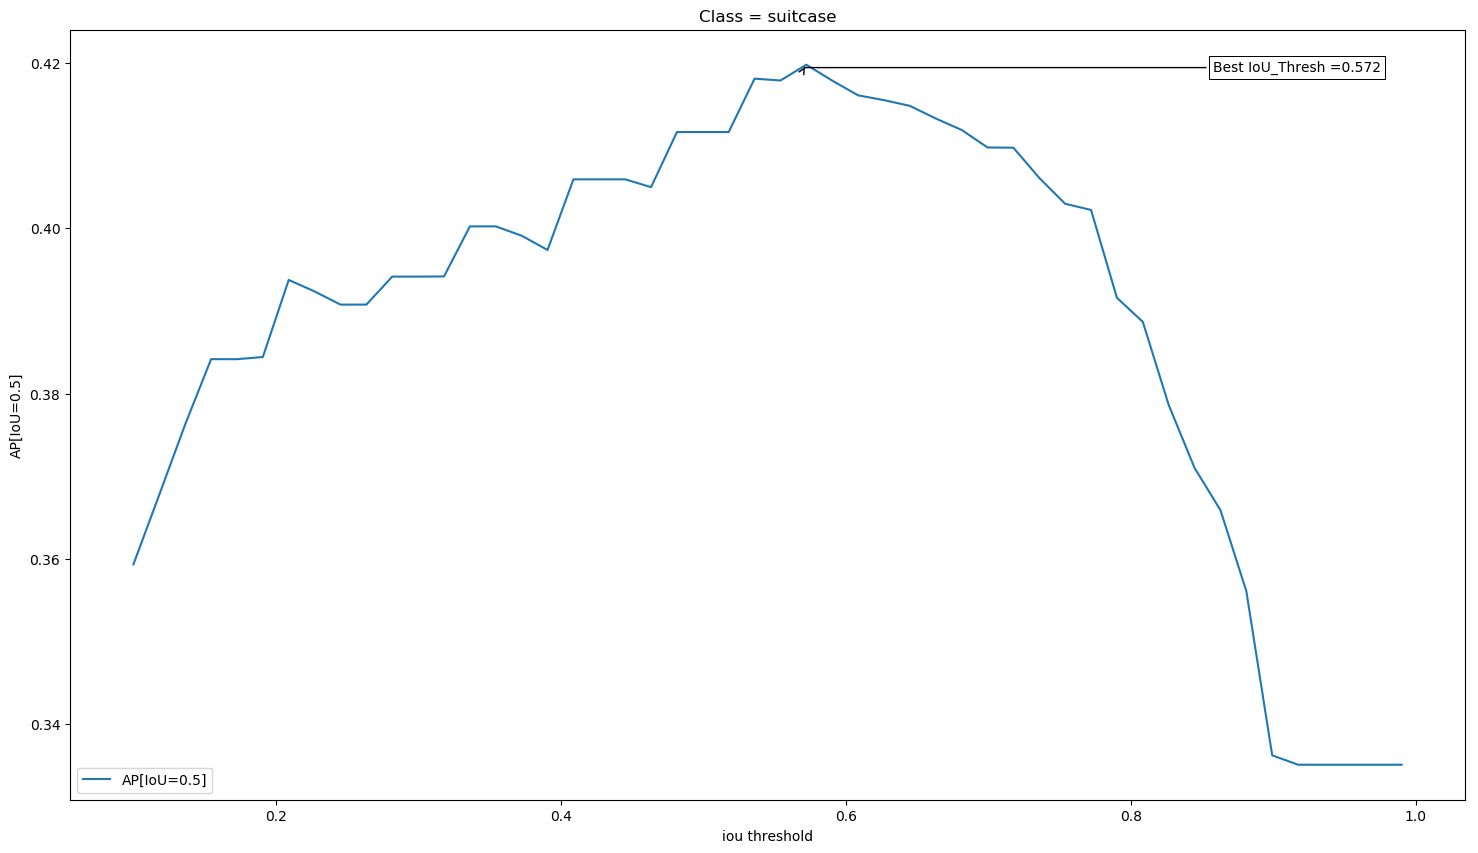 Class = suitcase
0.42
Best IoU_Thresh =0.572
0.40
0.38
0.36
0.34
AP[IoU=0.5]
AP[IoU=0.5]
0.2
0.4
0.6
0.8
1.0
iou threshold